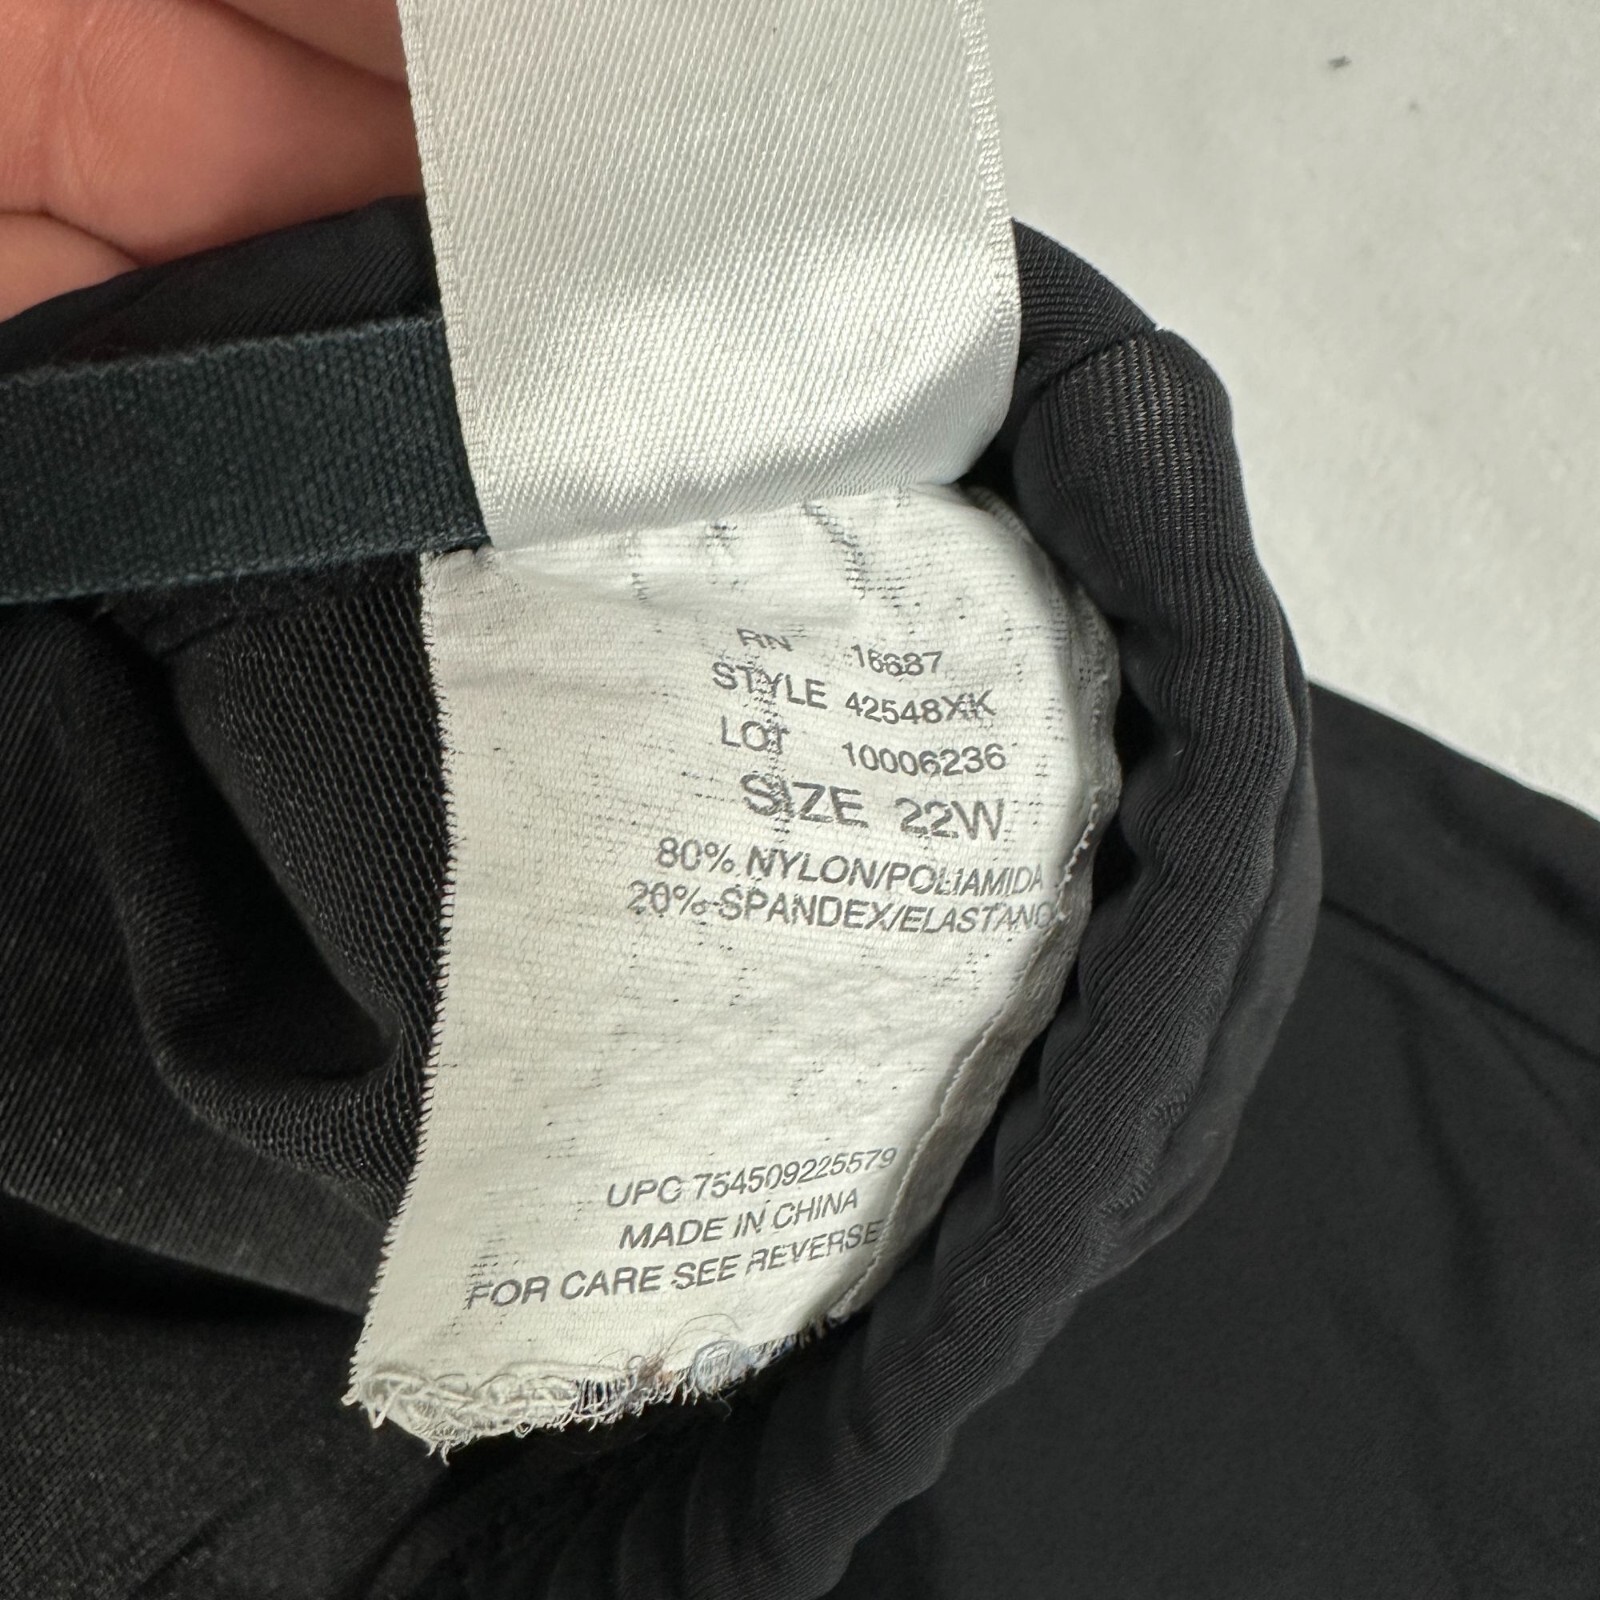 RN 16687
STYLE 42548XK
LOT 10006236
SIZE 22W
80% NYLON/POLIAMIDA
20% SPANDEX/ELASTANO
UPC 754509225579
MADE IN CHINA
FOR CARE SEE REVERSE